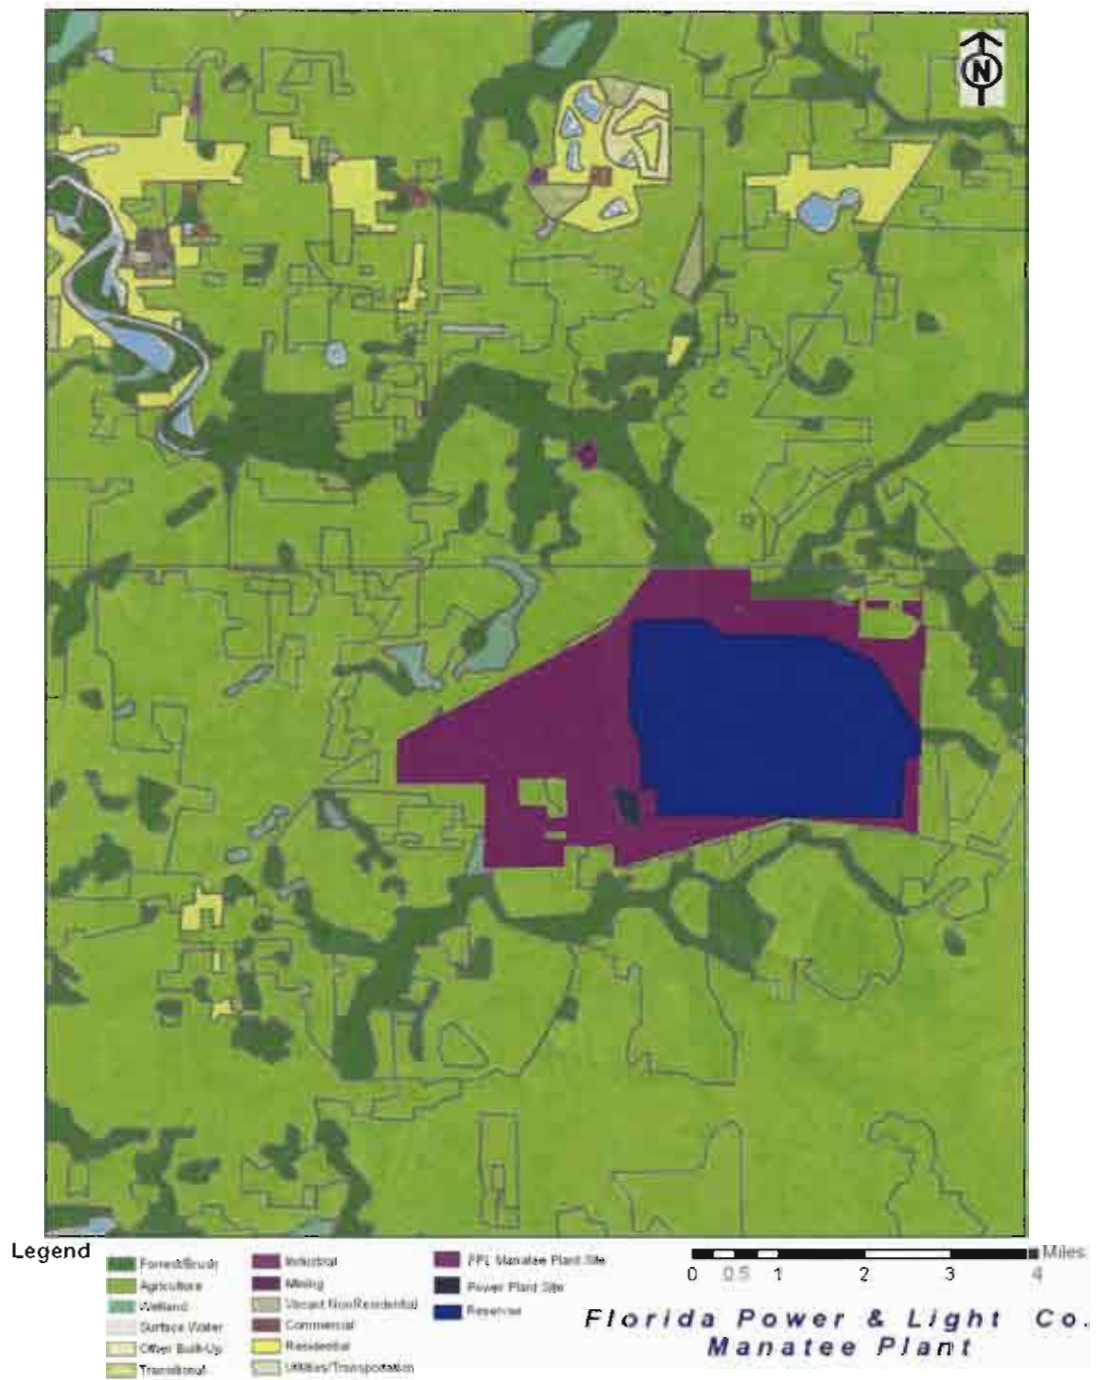 N
Legend
Forrest/Brush
Agriculture
Wetland
Surface Water
Other Built-Up
Transitional
Industrial
Mining
Vacant NonResidential
Commercial
Residential
Utilities/Transportation
FPL Manatee Plant Site
Power Plant Site
Reservoir
Miles
0 0.5 1 2 3 4
Florida Power & Light Co.
Manatee Plant